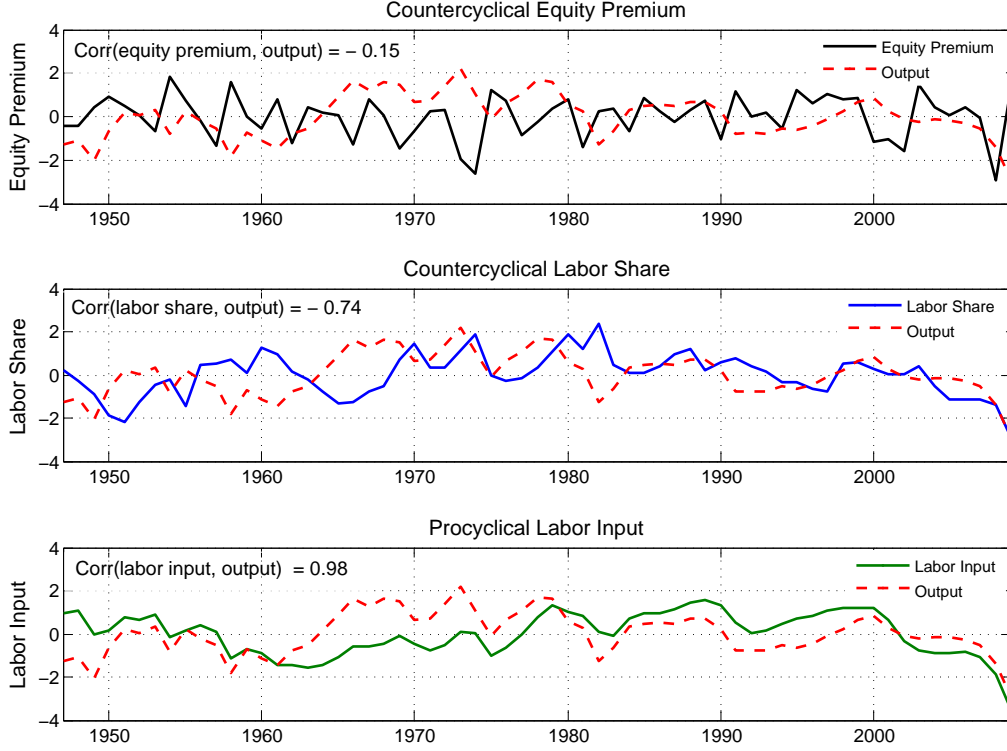 Countercyclical Equity Premium
4
2
0
−2
−4
Equity Premium
Corr(equity premium, output) = − 0.15
Equity Premium
Output
1950 1960 1970 1980 1990 2000
Countercyclical Labor Share
4
2
0
−2
−4
Labor Share
Corr(labor share, output) = − 0.74
Labor Share
Output
1950 1960 1970 1980 1990 2000
Procyclical Labor Input
4
2
0
−2
−4
Labor Input
Corr(labor input, output) = 0.98
Labor Input
Output
1950 1960 1970 1980 1990 2000